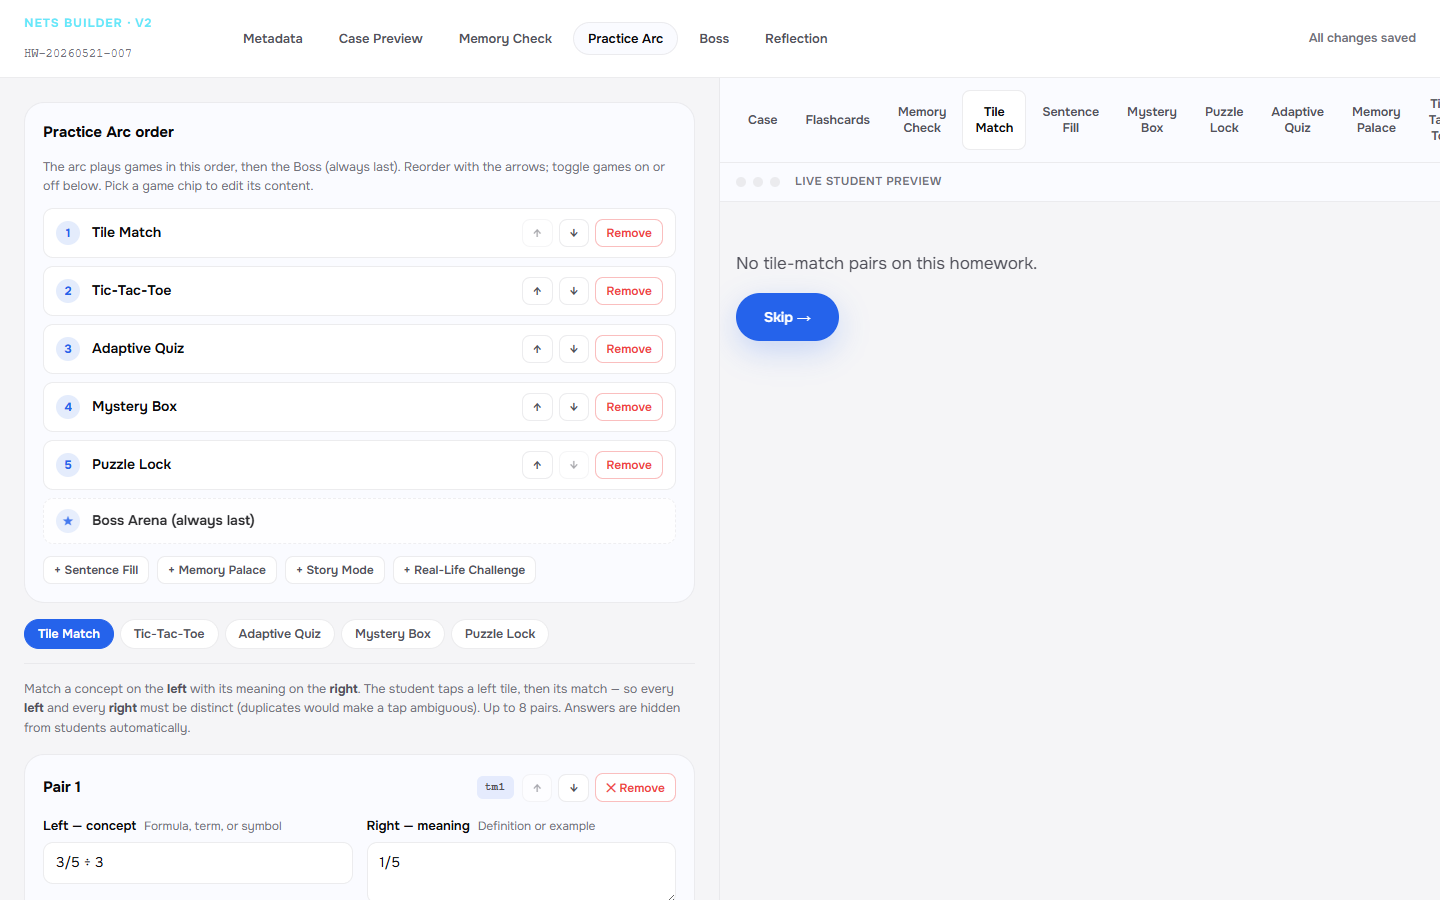 NETS BUILDER · V2
HW-20260521-007
Metadata
Case Preview
Memory Check
Practice Arc
Boss
Reflection
All changes saved
Practice Arc order
The arc plays games in this order, then the Boss (always last). Reorder with the arrows; toggle games on or
off below. Pick a game chip to edit its content.
1 Tile Match ↑ ↓ Remove
2 Tic-Tac-Toe ↑ ↓ Remove
3 Adaptive Quiz ↑ ↓ Remove
4 Mystery Box ↑ ↓ Remove
5 Puzzle Lock ↑ ↓ Remove
★ Boss Arena (always last)
+ Sentence Fill + Memory Palace + Story Mode + Real-Life Challenge
Tile Match Tic-Tac-Toe Adaptive Quiz Mystery Box Puzzle Lock
Match a concept on the left with its meaning on the right. The student taps a left tile, then its match — so every
left and every right must be distinct (duplicates would make a tap ambiguous). Up to 8 pairs. Answers are hidden
from students automatically.
Pair 1 tm1 ↑ ↓ ✕ Remove
Left — concept Formula, term, or symbol
3/5 ÷ 3
Right — meaning Definition or example
1/5
Case
Flashcards
Memory
Check
Tile
Match
Sentence
Fill
Mystery
Box
Puzzle
Lock
Adaptive
Quiz
Memory
Palace
LIVE STUDENT PREVIEW
No tile-match pairs on this homework.
Skip →